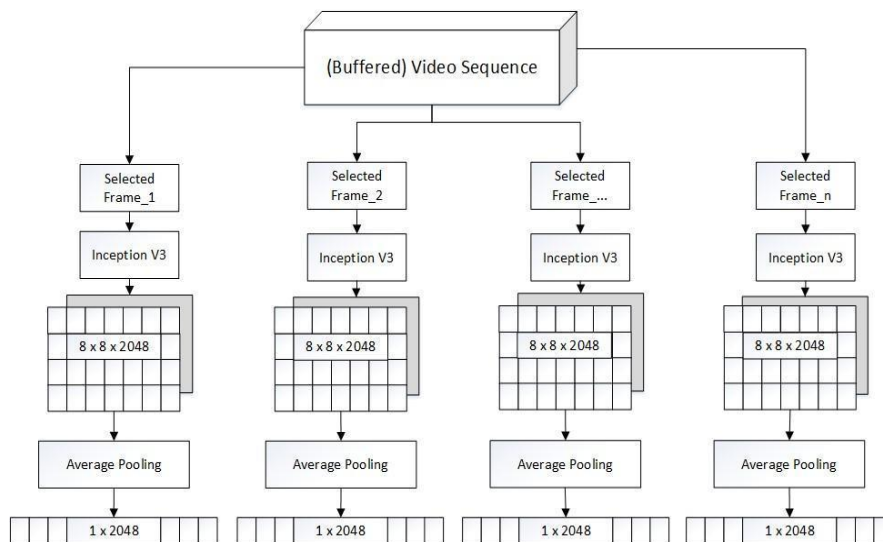 (Buffered) Video Sequence
Selected
Frame_1
Selected
Frame_2
Selected
Frame_...
Selected
Frame_n
Inception V3
Inception V3
Inception V3
Inception V3
8 x 8 x 2048
8 x 8 x 2048
8 x 8 x 2048
8 x 8 x 2048
Average Pooling
Average Pooling
Average Pooling
Average Pooling
1 x 2048
1 x 2048
1 x 2048
1 x 2048